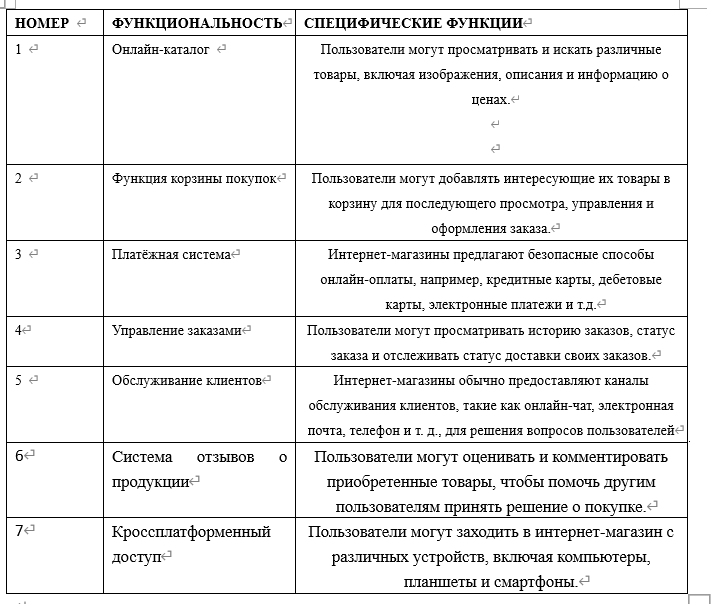 НОМЕР ФУНКЦИОНАЛЬНОСТЬ СПЕЦИФИЧЕСКИЕ ФУНКЦИИ
1 Онлайн-каталог Пользователи могут просматривать и искать различные
товары, включая изображения, описания и информацию о
ценах.
2 Функция корзины покупок Пользователи могут добавлять интересующие их товары в
корзину для последующего просмотра, управления и
оформления заказа.
3 Платёжная система Интернет-магазины предлагают безопасные способы
онлайн-оплаты, например, кредитные карты, дебетовые
карты, электронные платежи и т.д.
4 Управление заказами Пользователи могут просматривать историю заказов, статус
заказа и отслеживать статус доставки своих заказов.
5 Обслуживание клиентов Интернет-магазины обычно предоставляют каналы
обслуживания клиентов, такие как онлайн-чат, электронная
почта, телефон и т. д., для решения вопросов пользователей
6 Система отзывов о Пользователи могут оценивать и комментировать
продукции приобретенные товары, чтобы помочь другим
пользователям принять решение о покупке.
7 Кроссплатформенный Пользователи могут заходить в интернет-магазин с
доступ различных устройств, включая компьютеры,
планшеты и смартфоны.